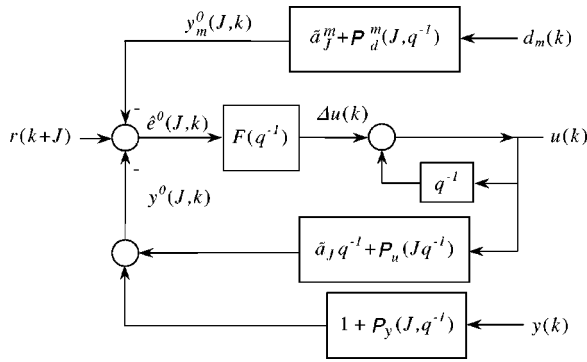 y_m^0(J,k)
ã_J^m + P_d^m(J,q^-1)
d_m(k)
-
r(k+J)
ê^0(J,k)
F(q^-1)
Δu(k)
u(k)
-
q^-1
y^0(J,k)
ã_J q^-1 + P_u(Jq^-1)
1 + P_y(J,q^-1)
y(k)